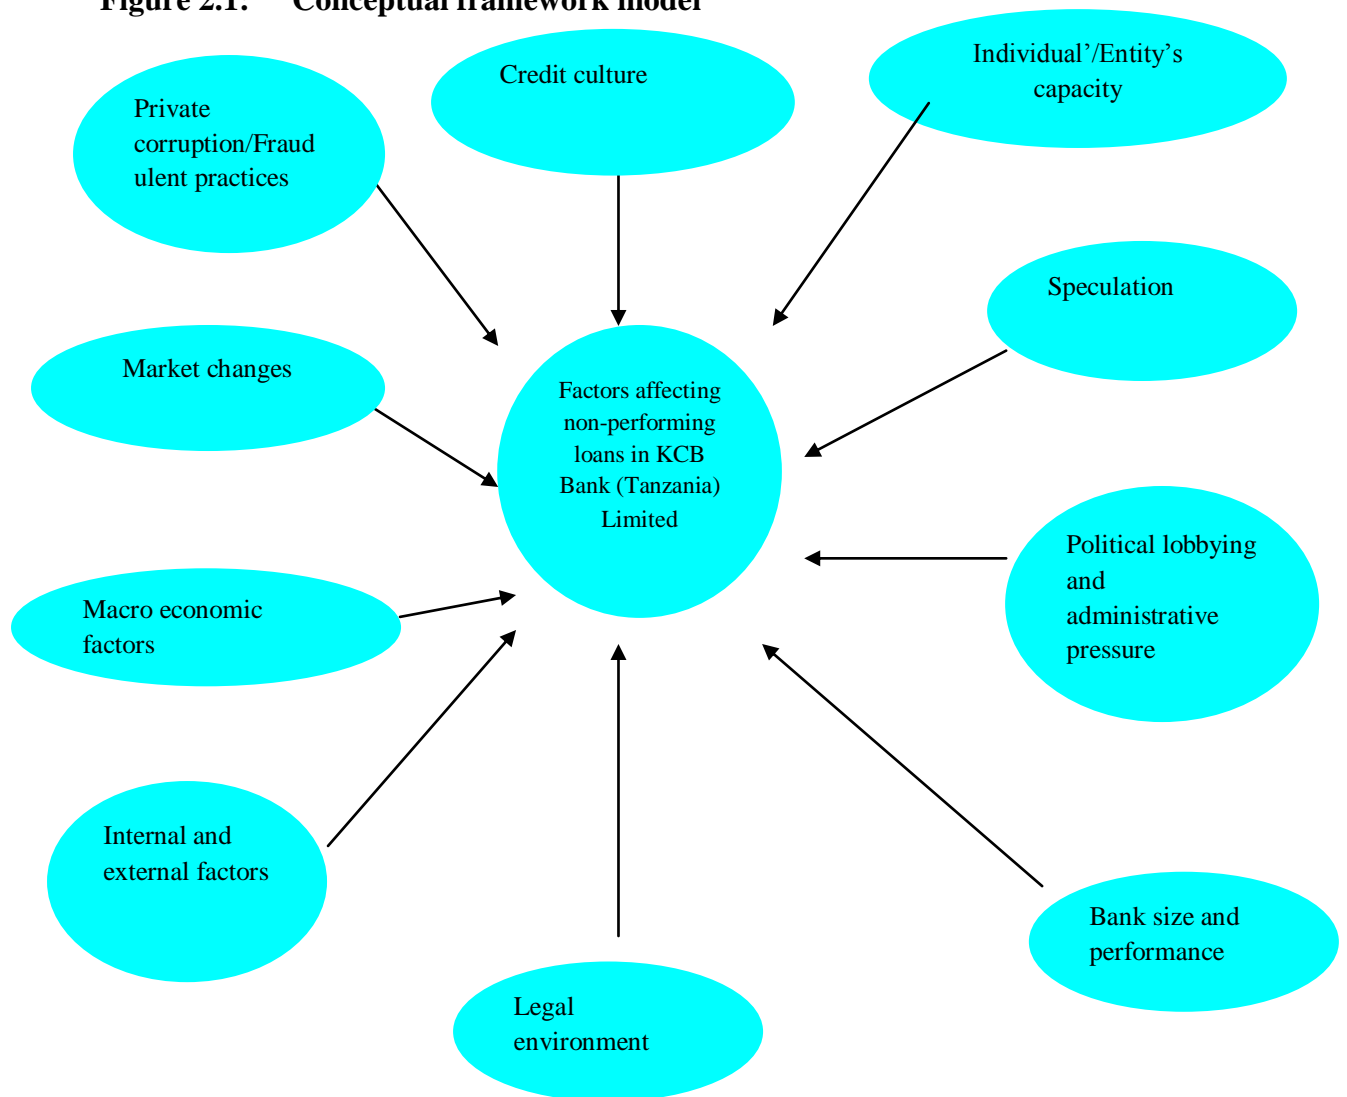 Figure 2.1: Conceptual framework model
Credit culture
Individual’/Entity’s
capacity
Private
corruption/Fraud
ulent practices
Speculation
Market changes
Factors affecting
non-performing
loans in KCB
Bank (Tanzania)
Limited
Political lobbying
and
administrative
pressure
Macro economic
factors
Internal and
external factors
Bank size and
performance
Legal
environment